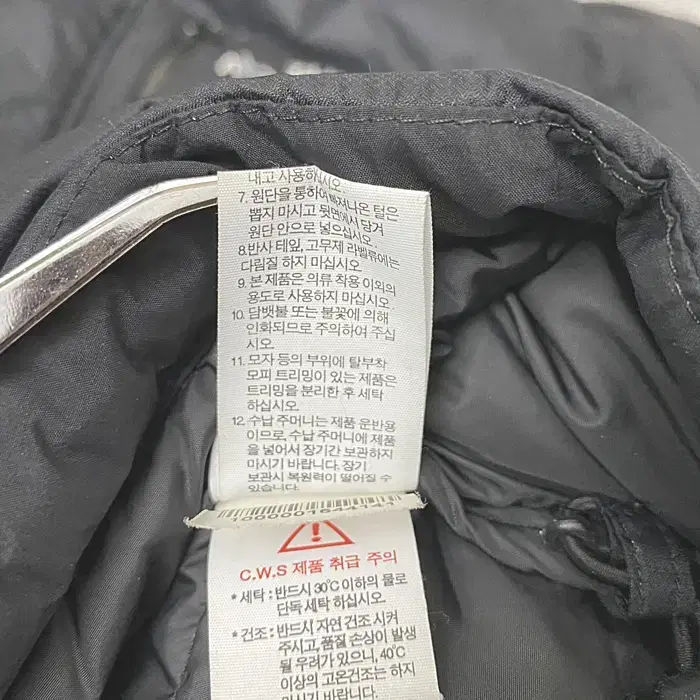 내고 사용하십시오.
7. 원단을 통하여 빠져나온 털은
뽑지 마시고 뒷면에서 당겨
원단 안으로 넣으십시오.
8. 반사 테잎, 고무제 라벨류에는
다림질 하지 마십시오.
9. 본 제품은 의류 착용 이외의
용도로 사용하지 마십시오.
10. 담뱃불 또는 불꽃에 의해
인화되므로 주의하여 주십
시오.
11. 모자 등의 부위에 탈부착
모피 트리밍이 있는 제품은
트리밍을 분리한 후 세탁
하십시오.
12. 수납 주머니는 제품 운반용
이므로, 수납 주머니에 제품
을 넣어서 장기간 보관하지
마시기 바랍니다. 장기
보관시 복원력이 떨어질 수
있습니다.
C.W.S 제품 취급 주의
* 세탁 : 반드시 30℃ 이하의 물로
단독 세탁 하십시오.
* 건조 : 반드시 자연 건조 시켜
주시고, 품질 손상이 발생
될 우려가 있으니, 40℃
이상의 고온건조는 하지
마시기 바랍니다.